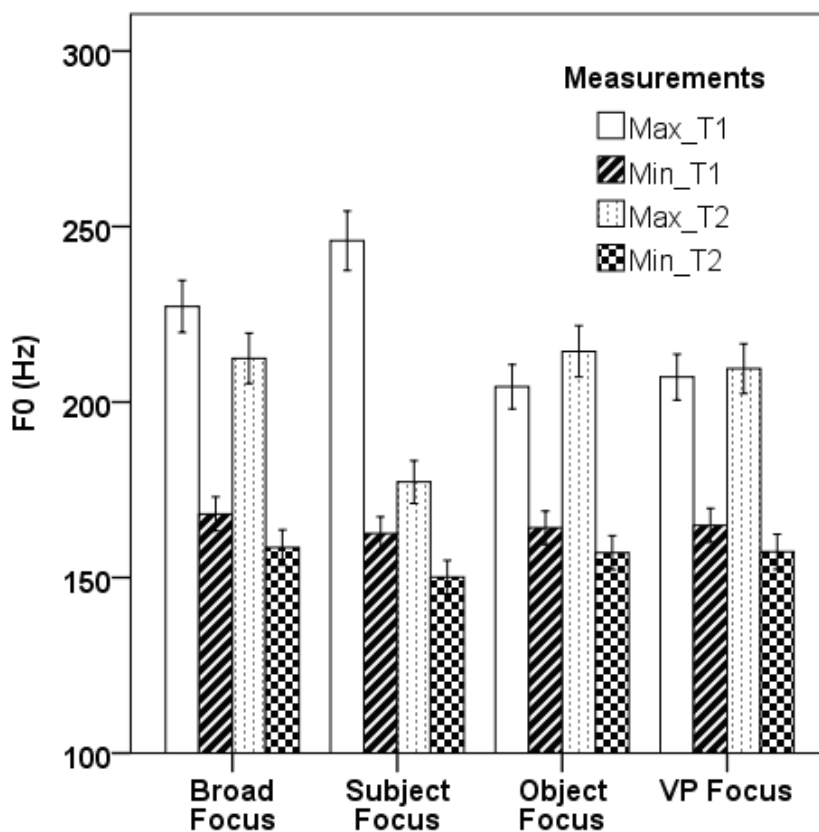 300
250
200
150
100
F0 (Hz)
Measurements
Max_T1
Min_T1
Max_T2
Min_T2
Broad Focus
Subject Focus
Object Focus
VP Focus